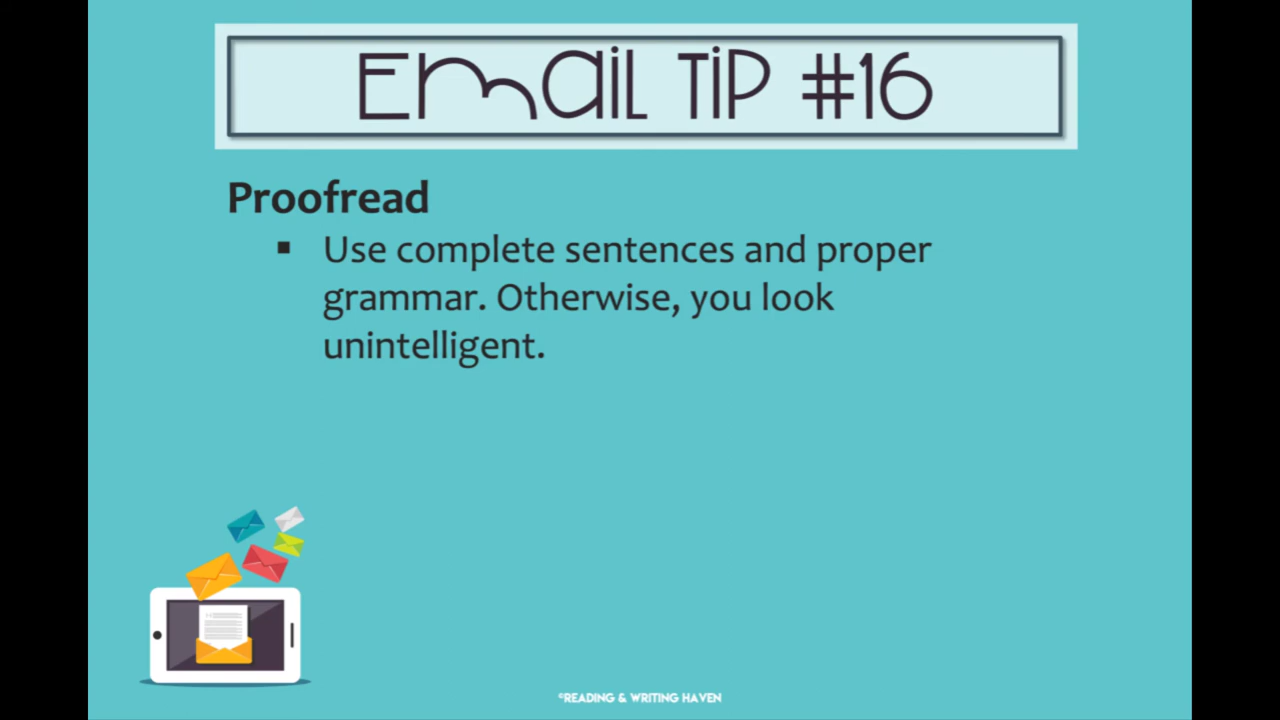 Email Tip #16
Proofread
▪ Use complete sentences and proper
grammar. Otherwise, you look
unintelligent.
©READING & WRITING HAVEN